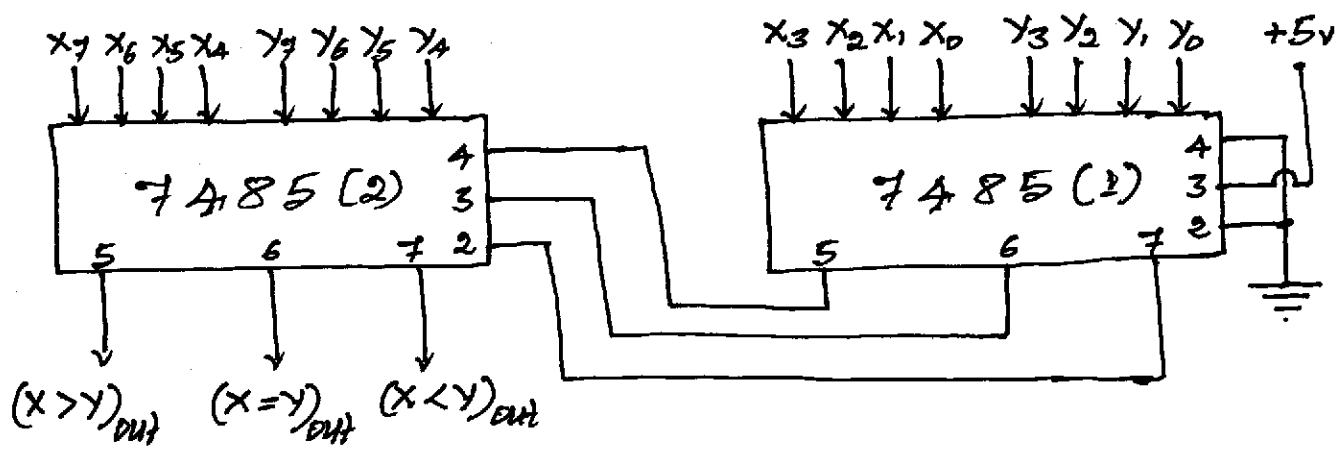 X7 X6 X5 X4 Y7 Y6 Y5 Y4 X3 X2 X1 X0 Y3 Y2 Y1 Y0 +5v
4 4
7485 (2) 3 7485 (1) 3
2 2
5 6 7 5 6 7
(X>Y)out (X=Y)out (X<Y)out